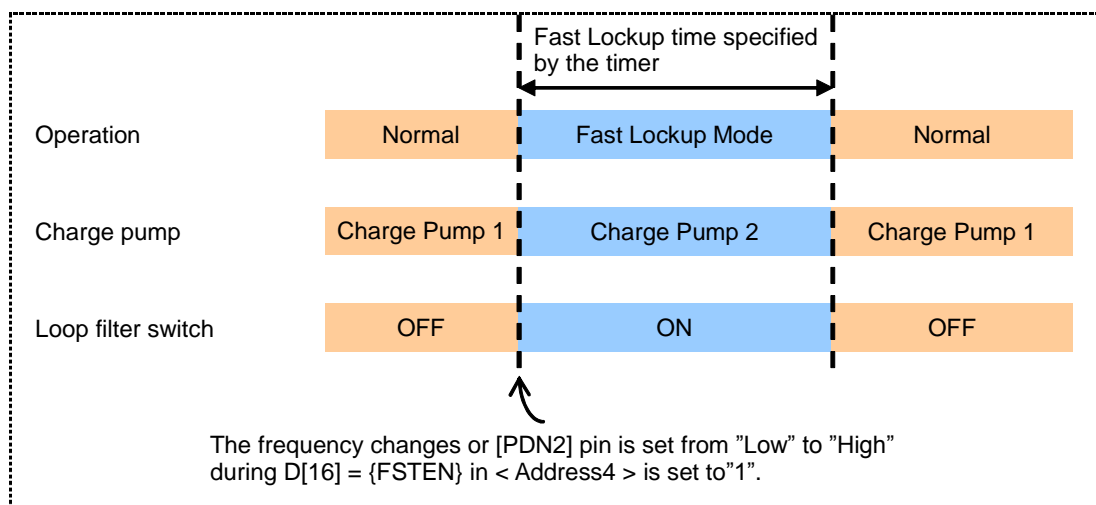 Fast Lockup time specified
by the timer
Operation Normal Fast Lockup Mode Normal
Charge pump Charge Pump 1 Charge Pump 2 Charge Pump 1
Loop filter switch OFF ON OFF
The frequency changes or [PDN2] pin is set from ”Low” to ”High”
during D[16] = {FSTEN} in < Address4 > is set to”1”.